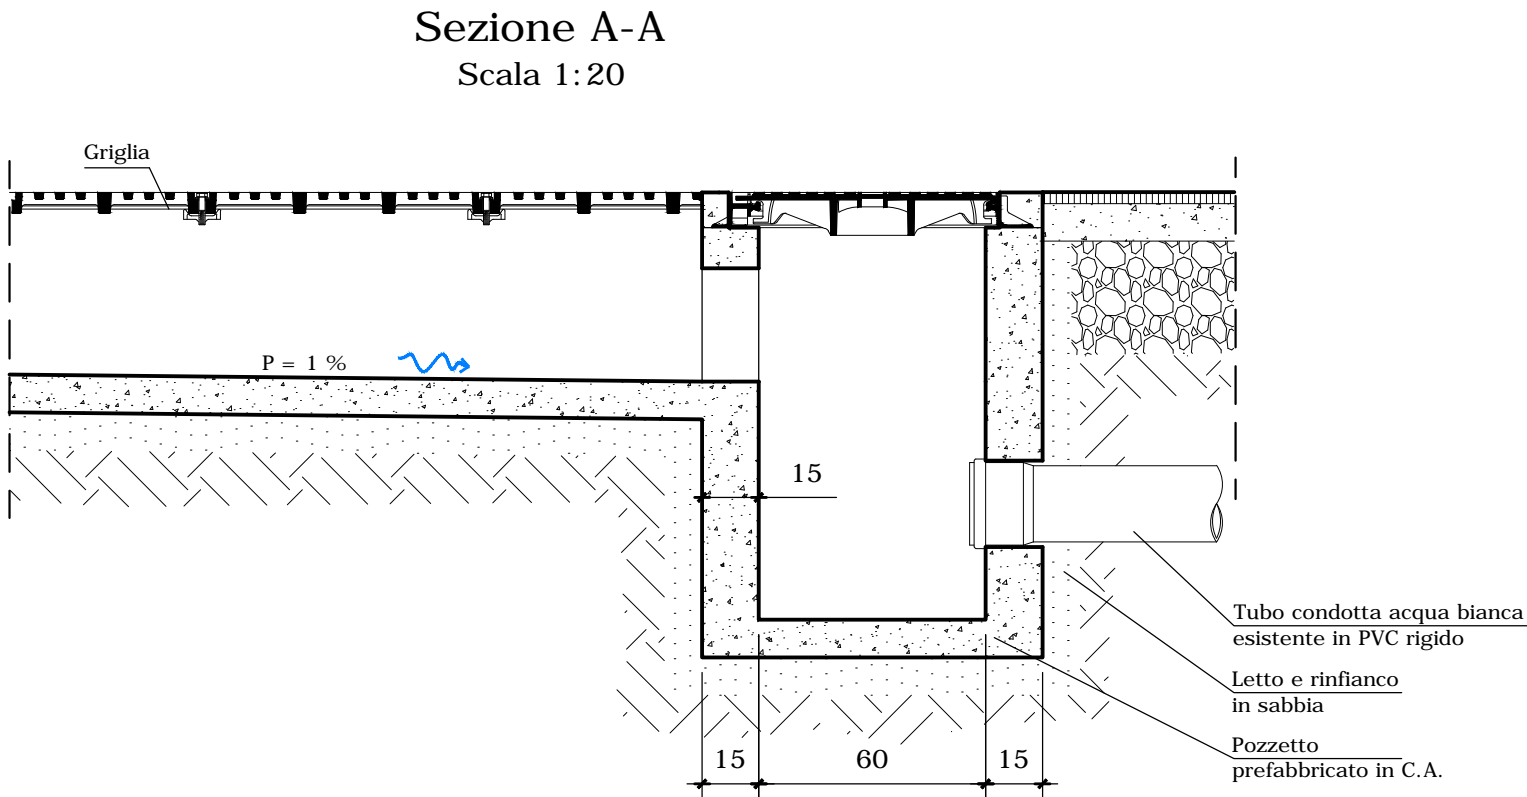 Sezione A-A
Scala 1:20
Griglia
P = 1 %
15
Tubo condotta acqua bianca
esistente in PVC rigido
Letto e rinfianco
in sabbia
Pozzetto
prefabbricato in C.A.
15
60
15